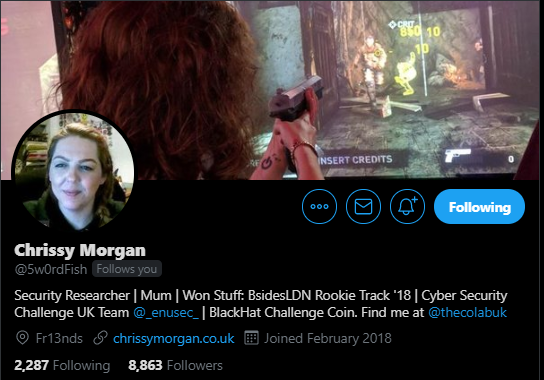 CRIT
850 10
10
INSERT CREDITS
0
Following
Chrissy Morgan
@5w0rdFish Follows you
Security Researcher | Mum | Won Stuff: BsidesLDN Rookie Track '18 | Cyber Security
Challenge UK Team @_enusec_ | BlackHat Challenge Coin. Find me at @thecolabuk
Fr13nds chrissymorgan.co.uk Joined February 2018
2,287 Following 8,863 Followers